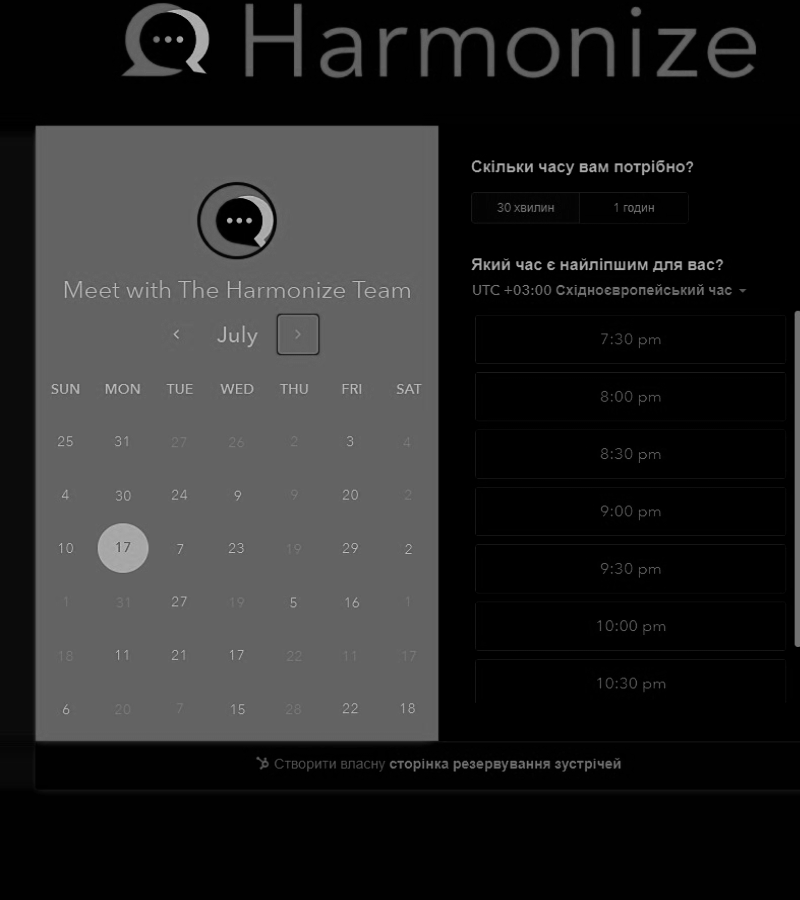 Harmonize
Meet with The Harmonize Team
July
SUN MON TUE WED THU FRI SAT
25 31 27 26 2 3 4
4 30 24 9 9 20 2
10 17 7 23 19 29 2
1 31 27 19 5 16 1
18 11 21 17 22 11 17
6 20 7 15 28 22 18
Скільки часу вам потрібно?
30 хвилин 1 годин
Який час є найліпшим для вас?
UTC +03:00 Східноєвропейський час
7:30 pm
8:00 pm
8:30 pm
9:00 pm
9:30 pm
10:00 pm
10:30 pm
Створити власну сторінка резервування зустрічей